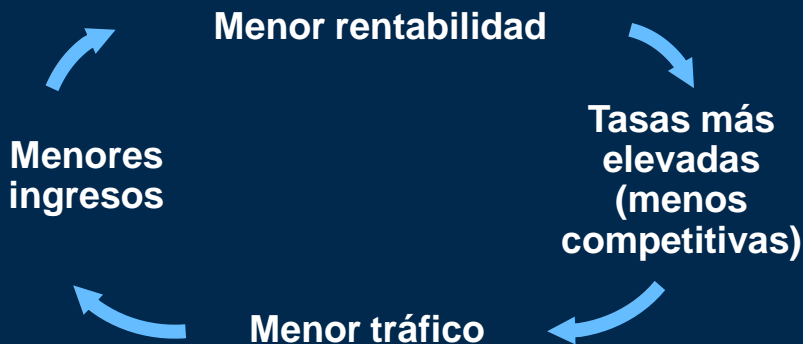 Menor rentabilidad
Tasas más
elevadas
(menos
competitivas)
Menor tráfico
Menores
ingresos